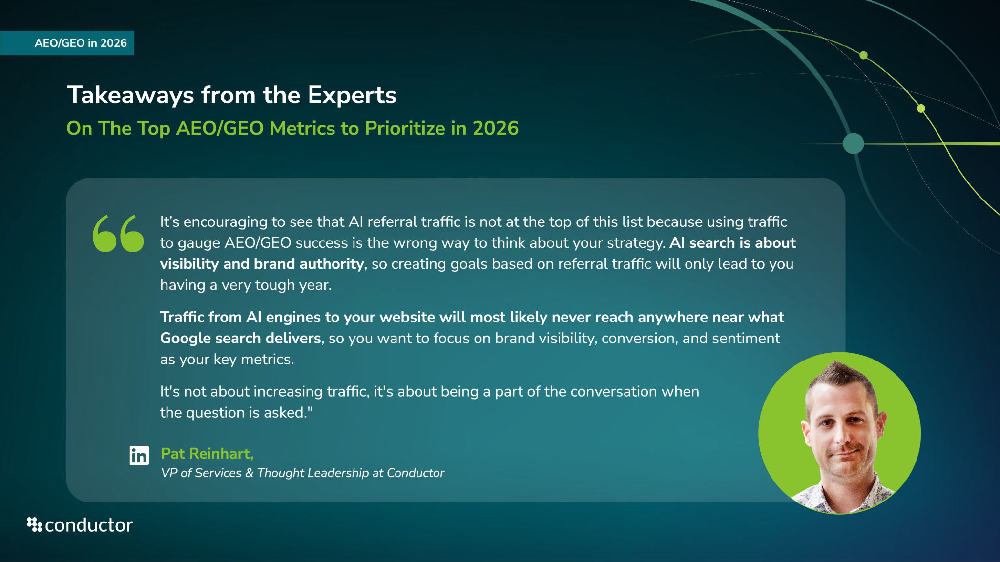 AEO/GEO in 2026
Takeaways from the Experts
On The Top AEO/GEO Metrics to Prioritize in 2026
It’s encouraging to see that AI referral traffic is not at the top of this list because using traffic
to gauge AEO/GEO success is the wrong way to think about your strategy. AI search is about
visibility and brand authority, so creating goals based on referral traffic will only lead to you
having a very tough year.
Traffic from AI engines to your website will most likely never reach anywhere near what
Google search delivers, so you want to focus on brand visibility, conversion, and sentiment
as your key metrics.
It's not about increasing traffic, it's about being a part of the conversation when
the question is asked."
in
Pat Reinhart,
VP of Services & Thought Leadership at Conductor
conductor